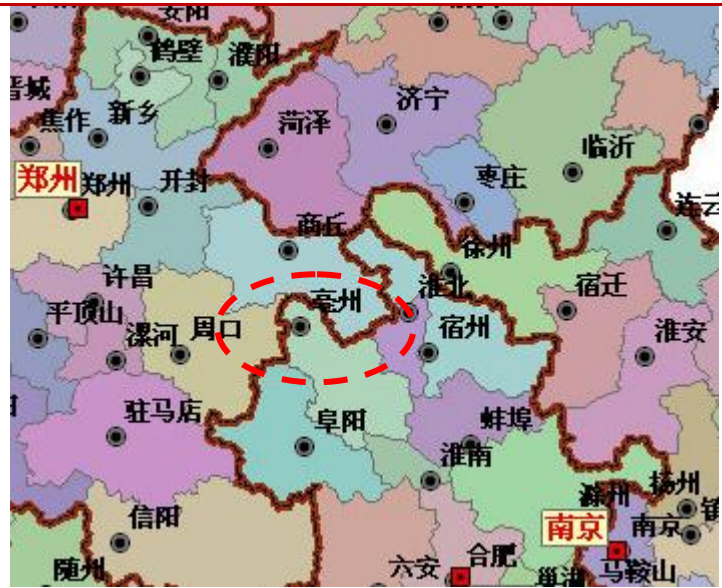 安阳
鹤壁
濮阳
晋城
焦作
新乡
菏泽
济宁
临沂
枣庄
郑州
郑州
开封
商丘
徐州
连云
许昌
亳州
淮北
宿迁
平顶山
漯河
周口
宿州
淮安
驻马店
阜阳
蚌埠
淮南
信阳
滁州
扬州
镇
南京
南京
随州
六安
合肥
巢湖
马鞍山